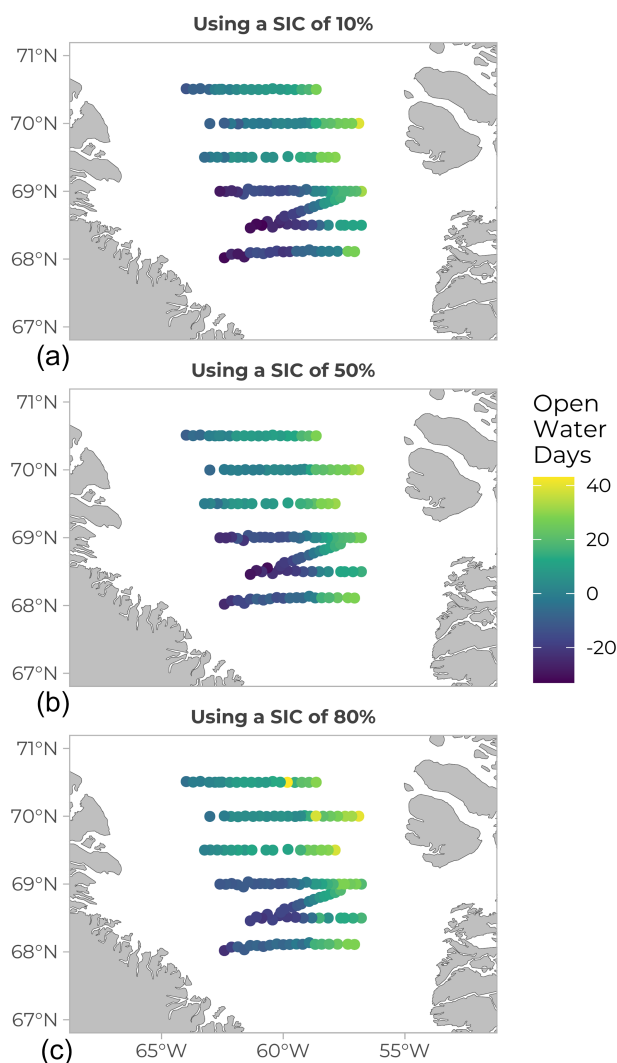 Using a SIC of 10%
71°N
70°N
69°N
68°N
67°N
(a)
Using a SIC of 50%
71°N
70°N
69°N
68°N
67°N
(b)
Open
Water
Days
40
20
0
-20
Using a SIC of 80%
71°N
70°N
69°N
68°N
67°N
65°W 60°W 55°W
(c)